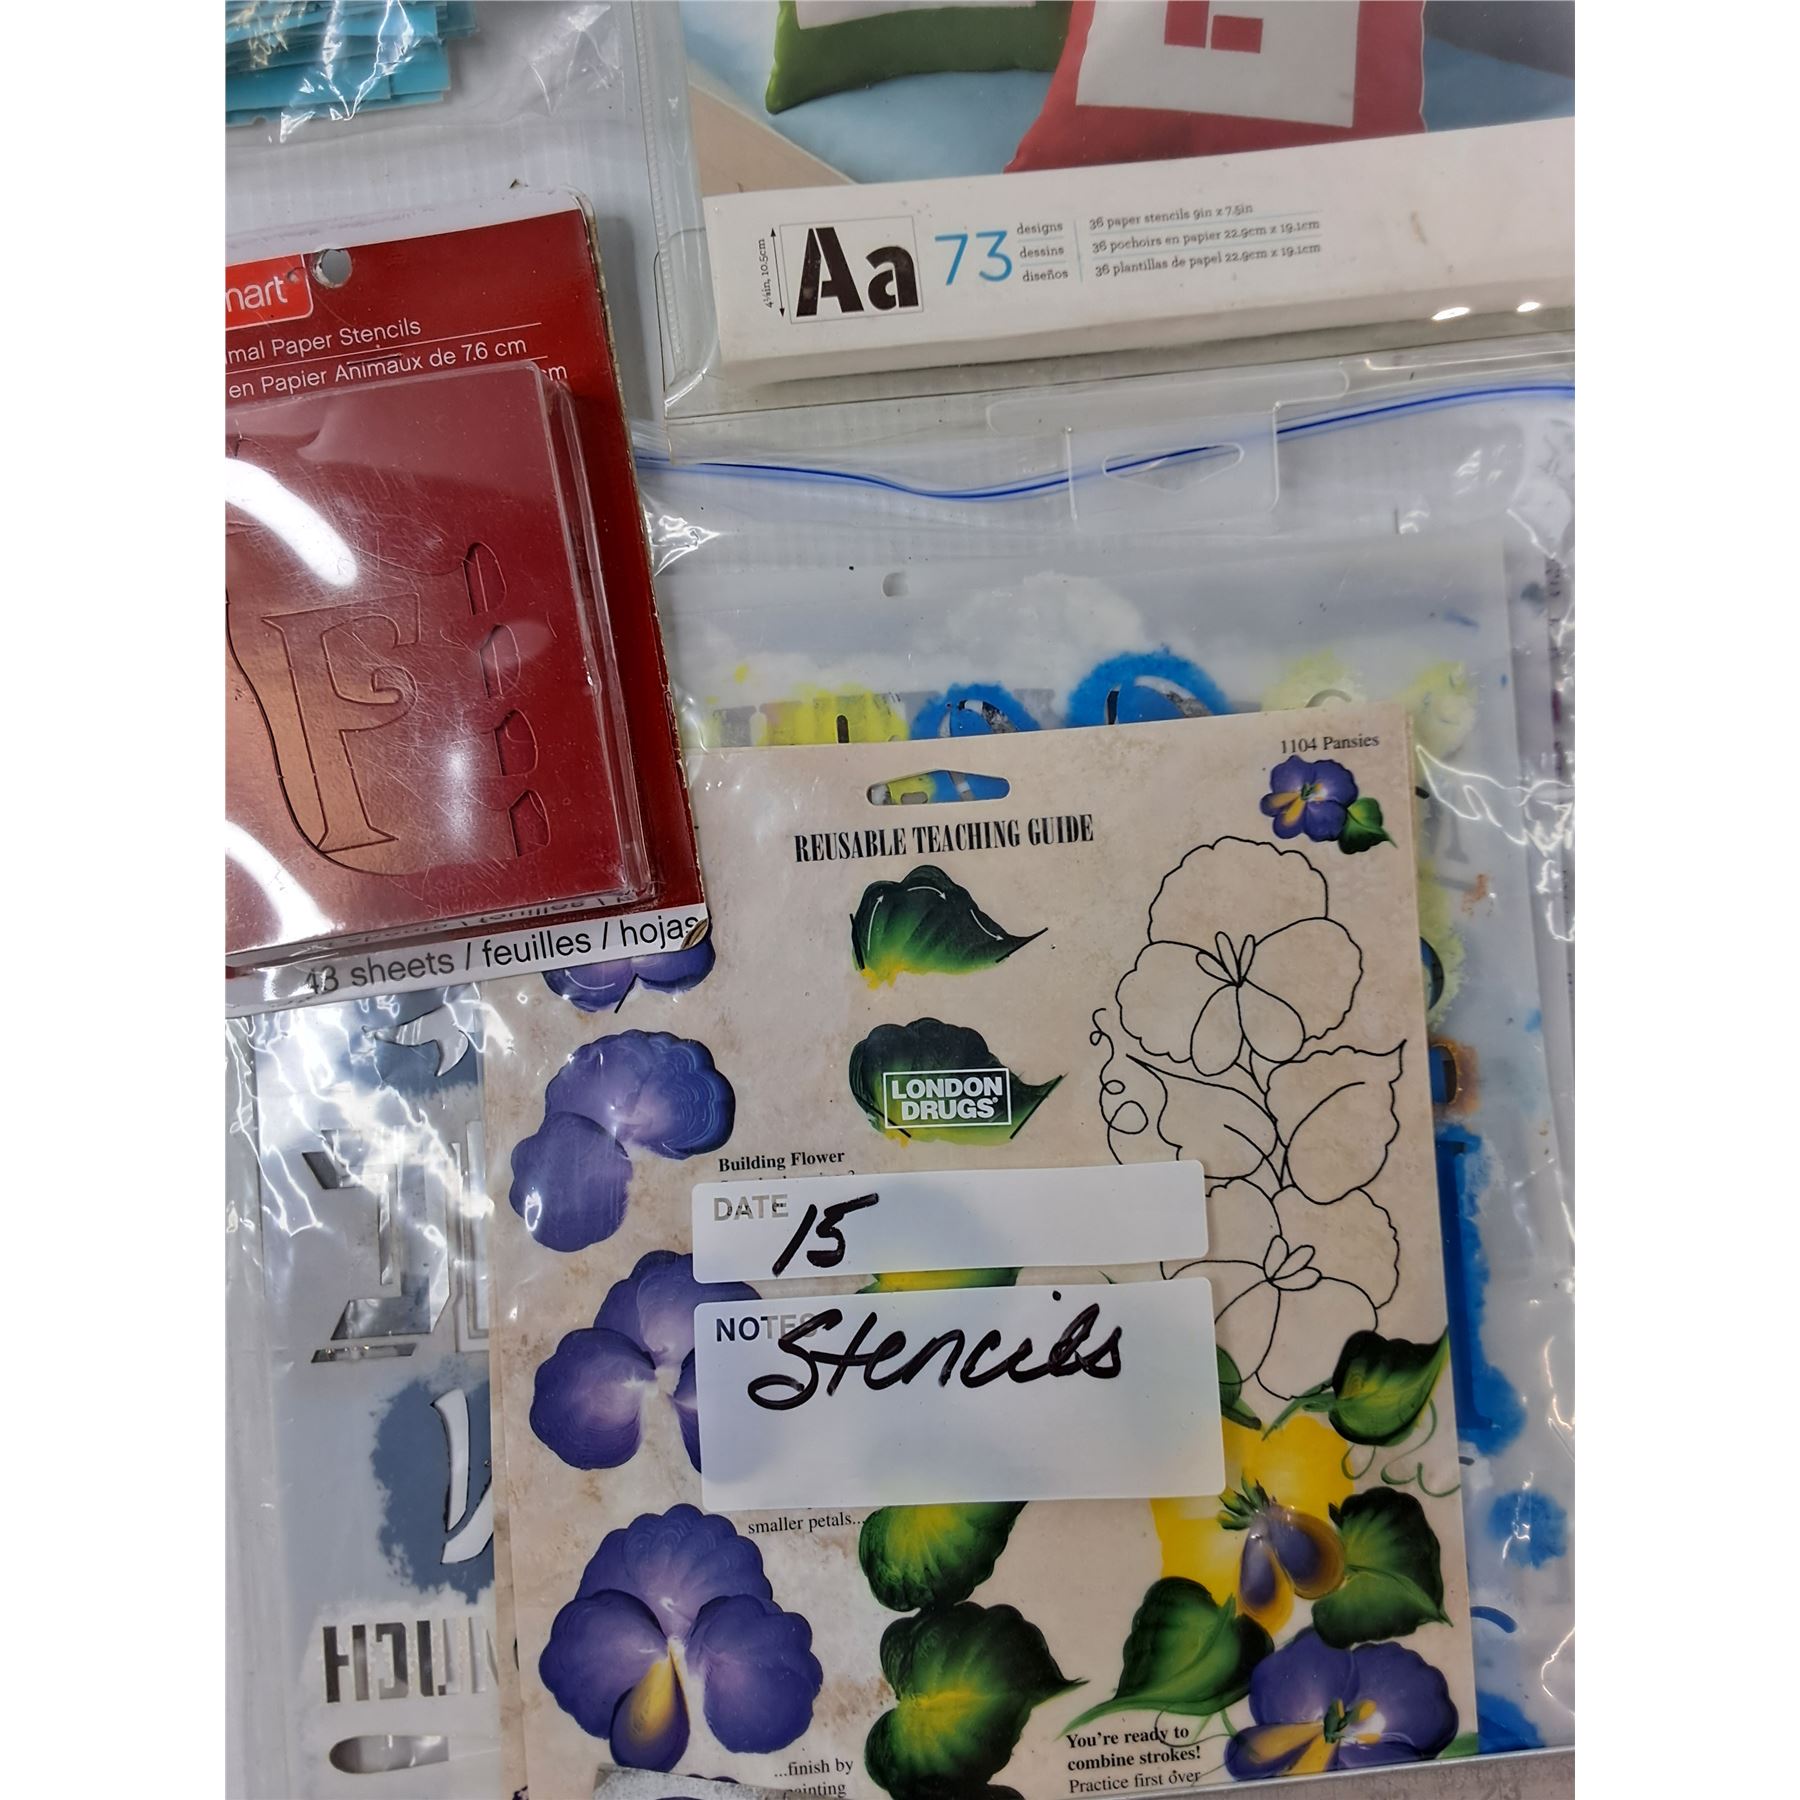 Aa
73
designs
dessins
diseños
36 paper stencils 9in x 7.5in
36 pochoirs en papier 22.9cm x 19.1cm
36 plantillas de papel 22.9cm x 19.1cm
Paper Stencils
en Papier Animaux de 7.6 cm
cm
F
48 sheets / feuilles / hojas
1104 Pansies
REUSABLE TEACHING GUIDE
LONDON
DRUGS
Building Flower
DATE 15
NOTES Stencils
smaller petals...
...finish by
painting
You're ready to
combine strokes!
Practice first over